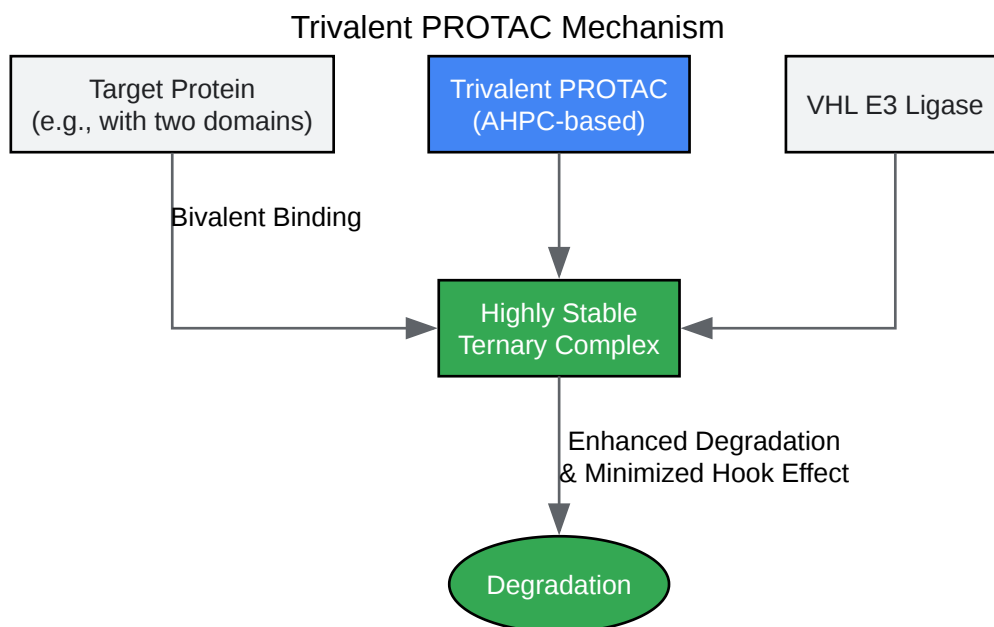 Trivalent PROTAC Mechanism
Target Protein
(e.g., with two domains)
Trivalent PROTAC
(AHPC-based)
VHL E3 Ligase
Bivalent Binding
Highly Stable
Ternary Complex
Enhanced Degradation
& Minimized Hook Effect
Degradation